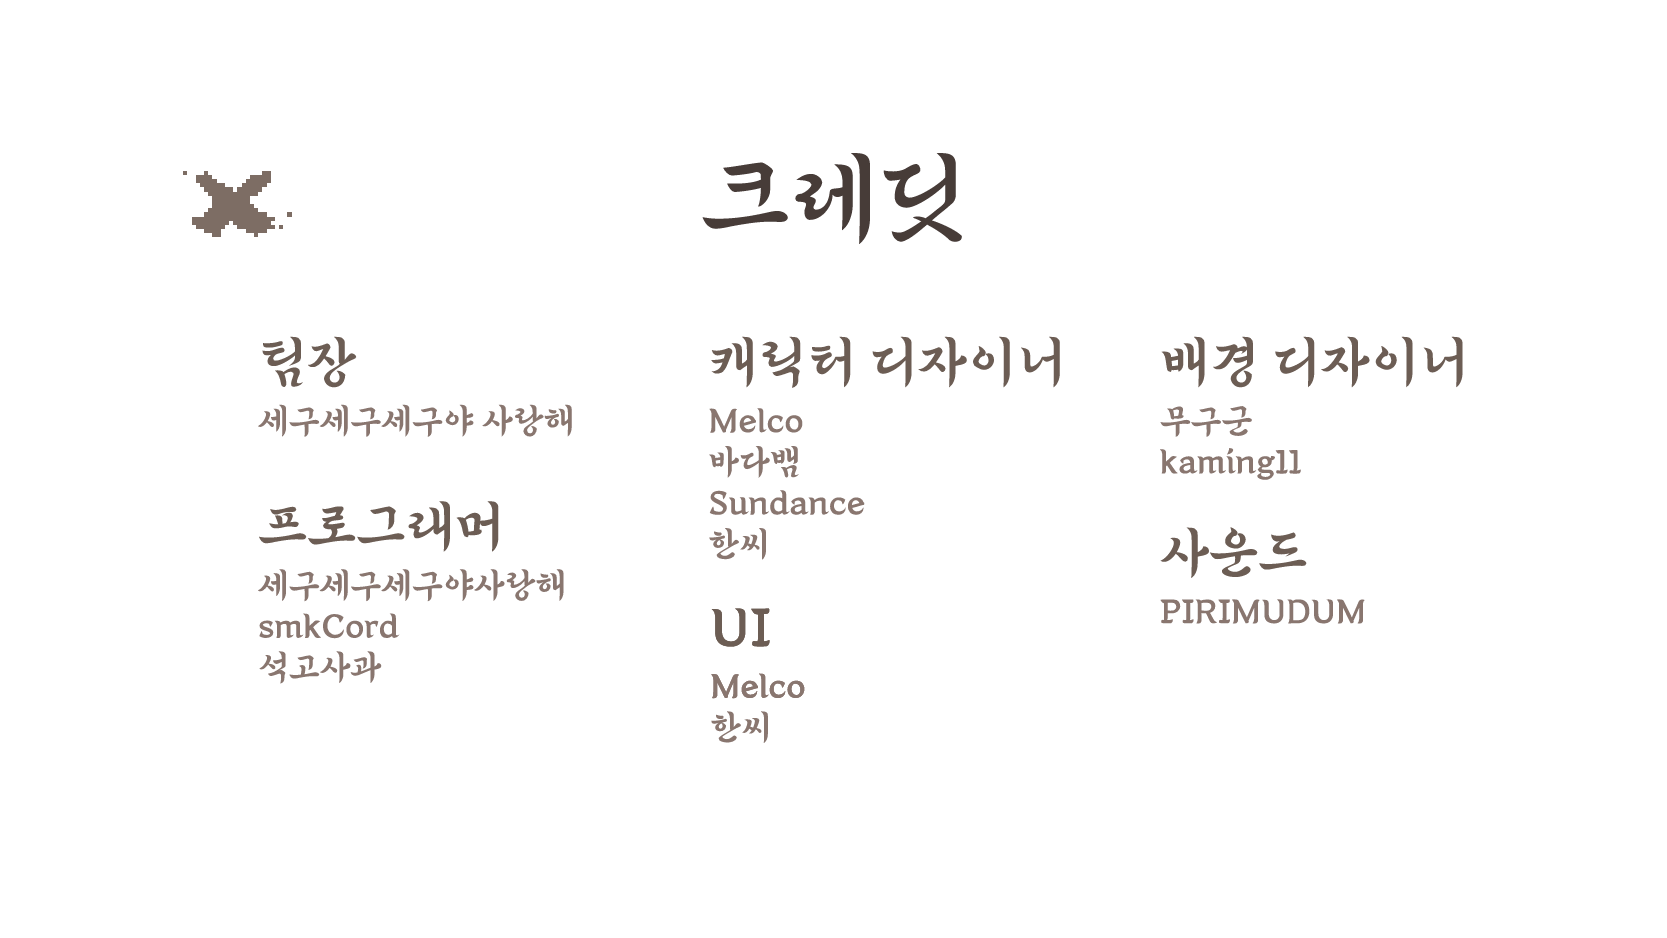 크레딧
팀장
세구세구세구야 사랑해
프로그래머
세구세구세구야사랑해
smkCord
석고사과
캐릭터 디자이너
Melco
바다뱀
Sundance
한씨
UI
Melco
한씨
배경 디자이너
무구군
kaming11
사운드
PIRIMUDUM